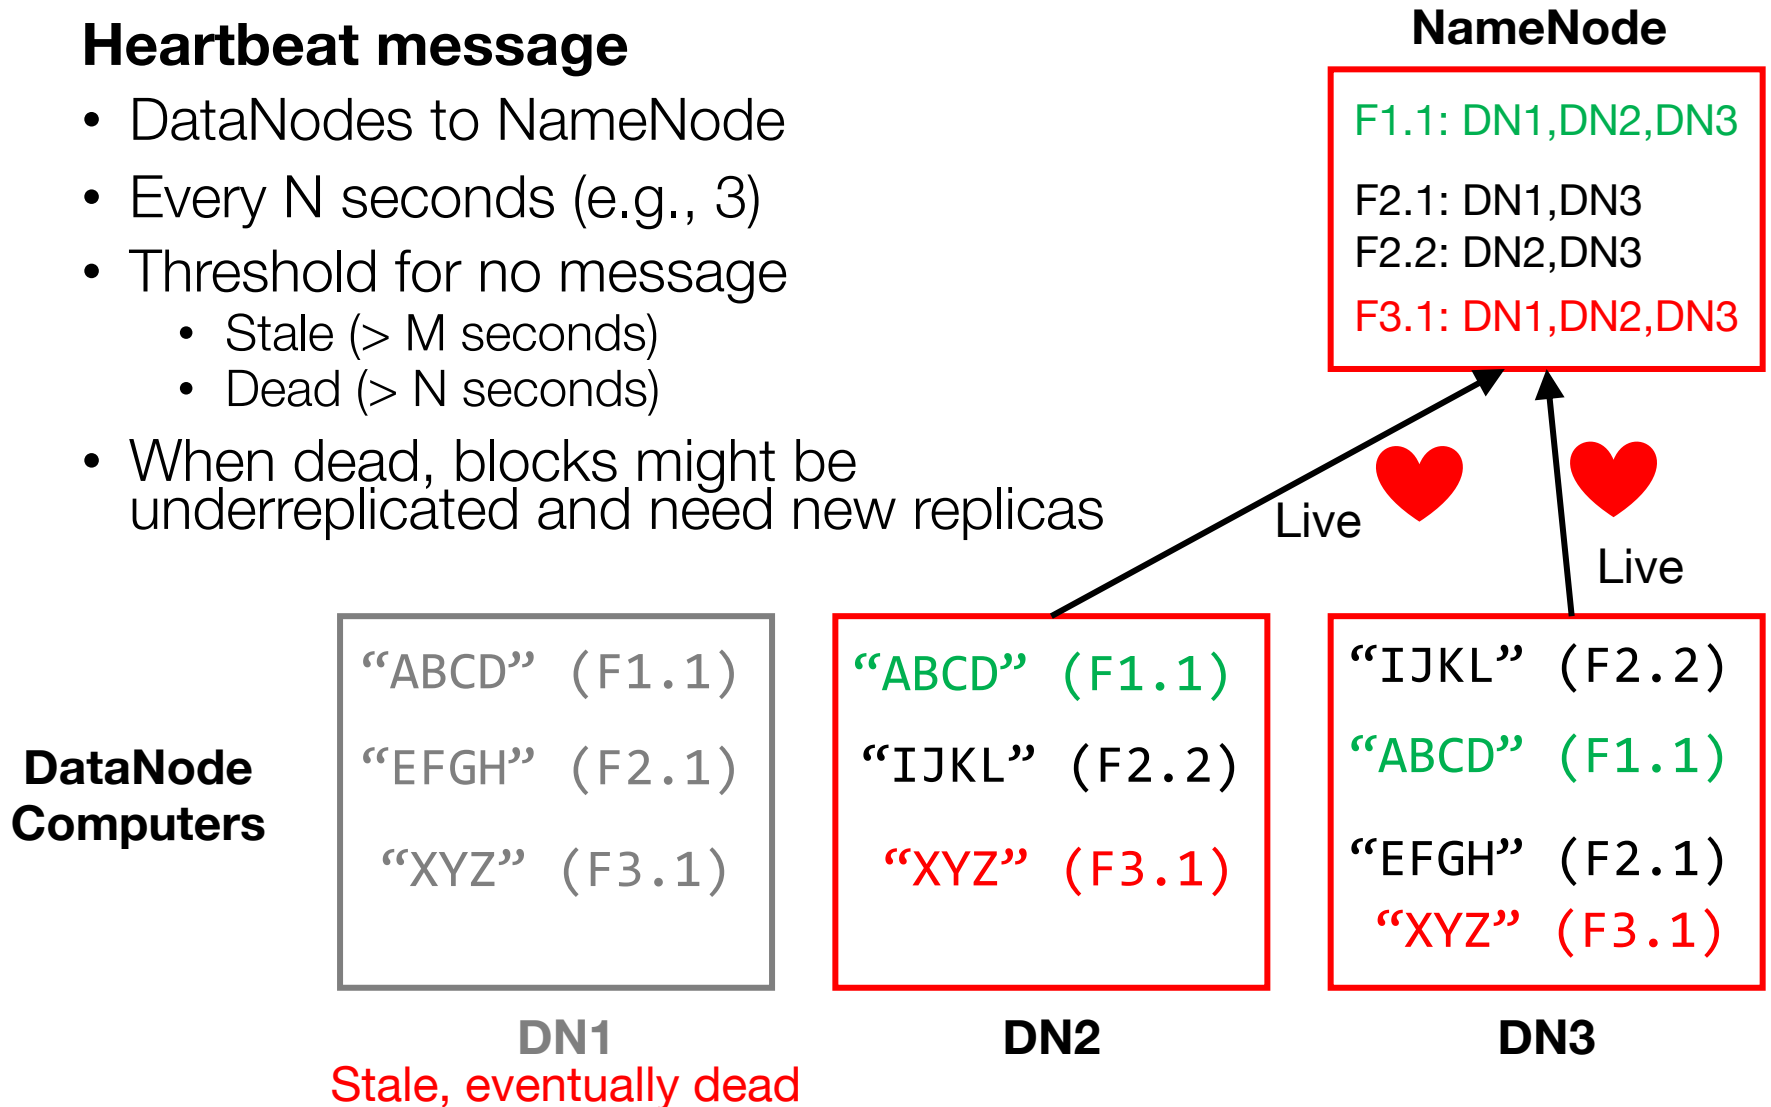 Heartbeat message
• DataNodes to NameNode
• Every N seconds (e.g., 3)
• Threshold for no message
• Stale (> M seconds)
• Dead (> N seconds)
• When dead, blocks might be
underreplicated and need new replicas
NameNode
F1.1: DN1,DN2,DN3
F2.1: DN1,DN3
F2.2: DN2,DN3
F3.1: DN1,DN2,DN3
Live
Live
DataNode
Computers
“ABCD” (F1.1)
“EFGH” (F2.1)
“XYZ” (F3.1)
DN1
Stale, eventually dead
“ABCD” (F1.1)
“IJKL” (F2.2)
“XYZ” (F3.1)
DN2
“IJKL” (F2.2)
“ABCD” (F1.1)
“EFGH” (F2.1)
“XYZ” (F3.1)
DN3